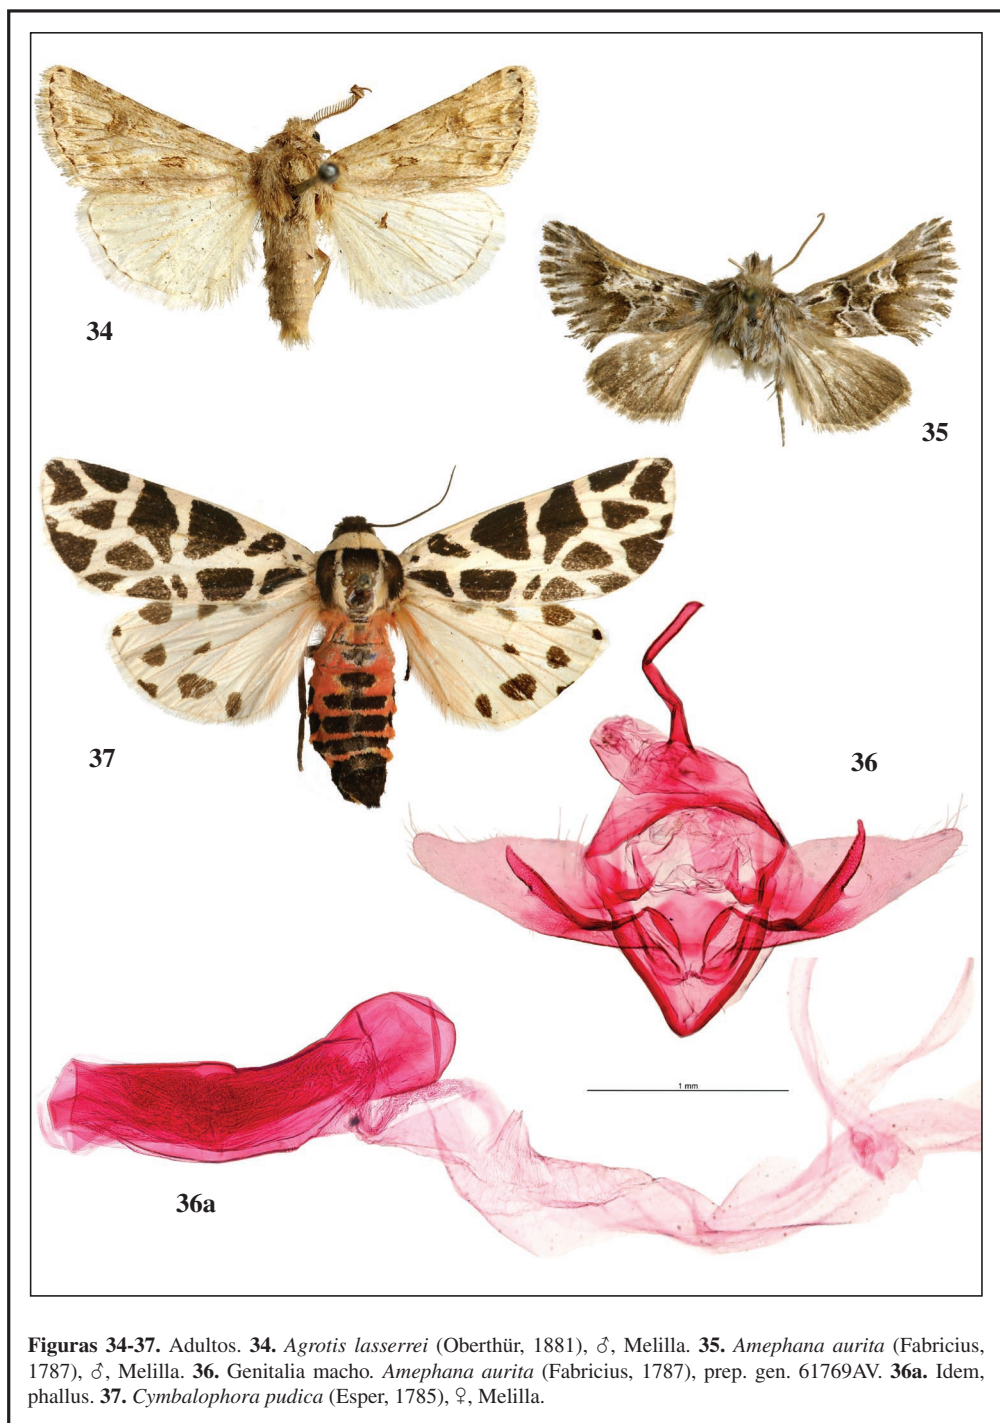 34
35
37
36
1 mm
36a
Figuras 34-37. Adultos. 34. Agrotis lasserrei (Oberthür, 1881), ♂, Melilla. 35. Amephana aurita (Fabricius,
1787), ♂, Melilla. 36. Genitalia macho. Amephana aurita (Fabricius, 1787), prep. gen. 61769AV. 36a. Idem,
phallus. 37. Cymbalophora pudica (Esper, 1785), ♀, Melilla.